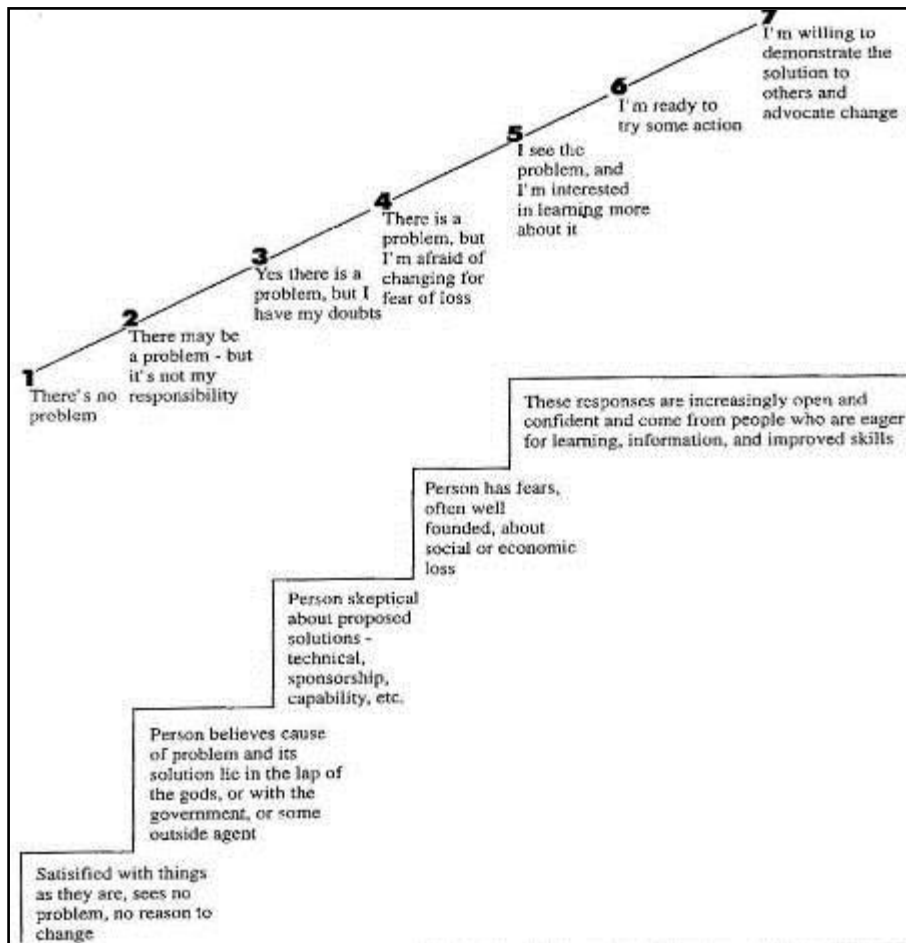 1
There's no
problem
2
There may be
a problem - but
it's not my
responsibility
3
Yes there is a
problem, but I
have my doubts
4
There is a
problem, but
I'm afraid of
changing for
fear of loss
5
I see the
problem, and
I'm interested
in learning more
about it
6
I'm ready to
try some action
7
I'm willing to
demonstrate the
solution to
others and
advocate change
These responses are increasingly open and
confident and come from people who are eager
for learning, information, and improved skills
Person has fears,
often well
founded, about
social or economic
loss
Person skeptical
about proposed
solutions -
technical,
sponsorship,
capability, etc.
Person believes cause
of problem and its
solution lie in the lap of
the gods, or with the
government, or some
outside agent
Satisified with things
as they are, sees no
problem, no reason to
change